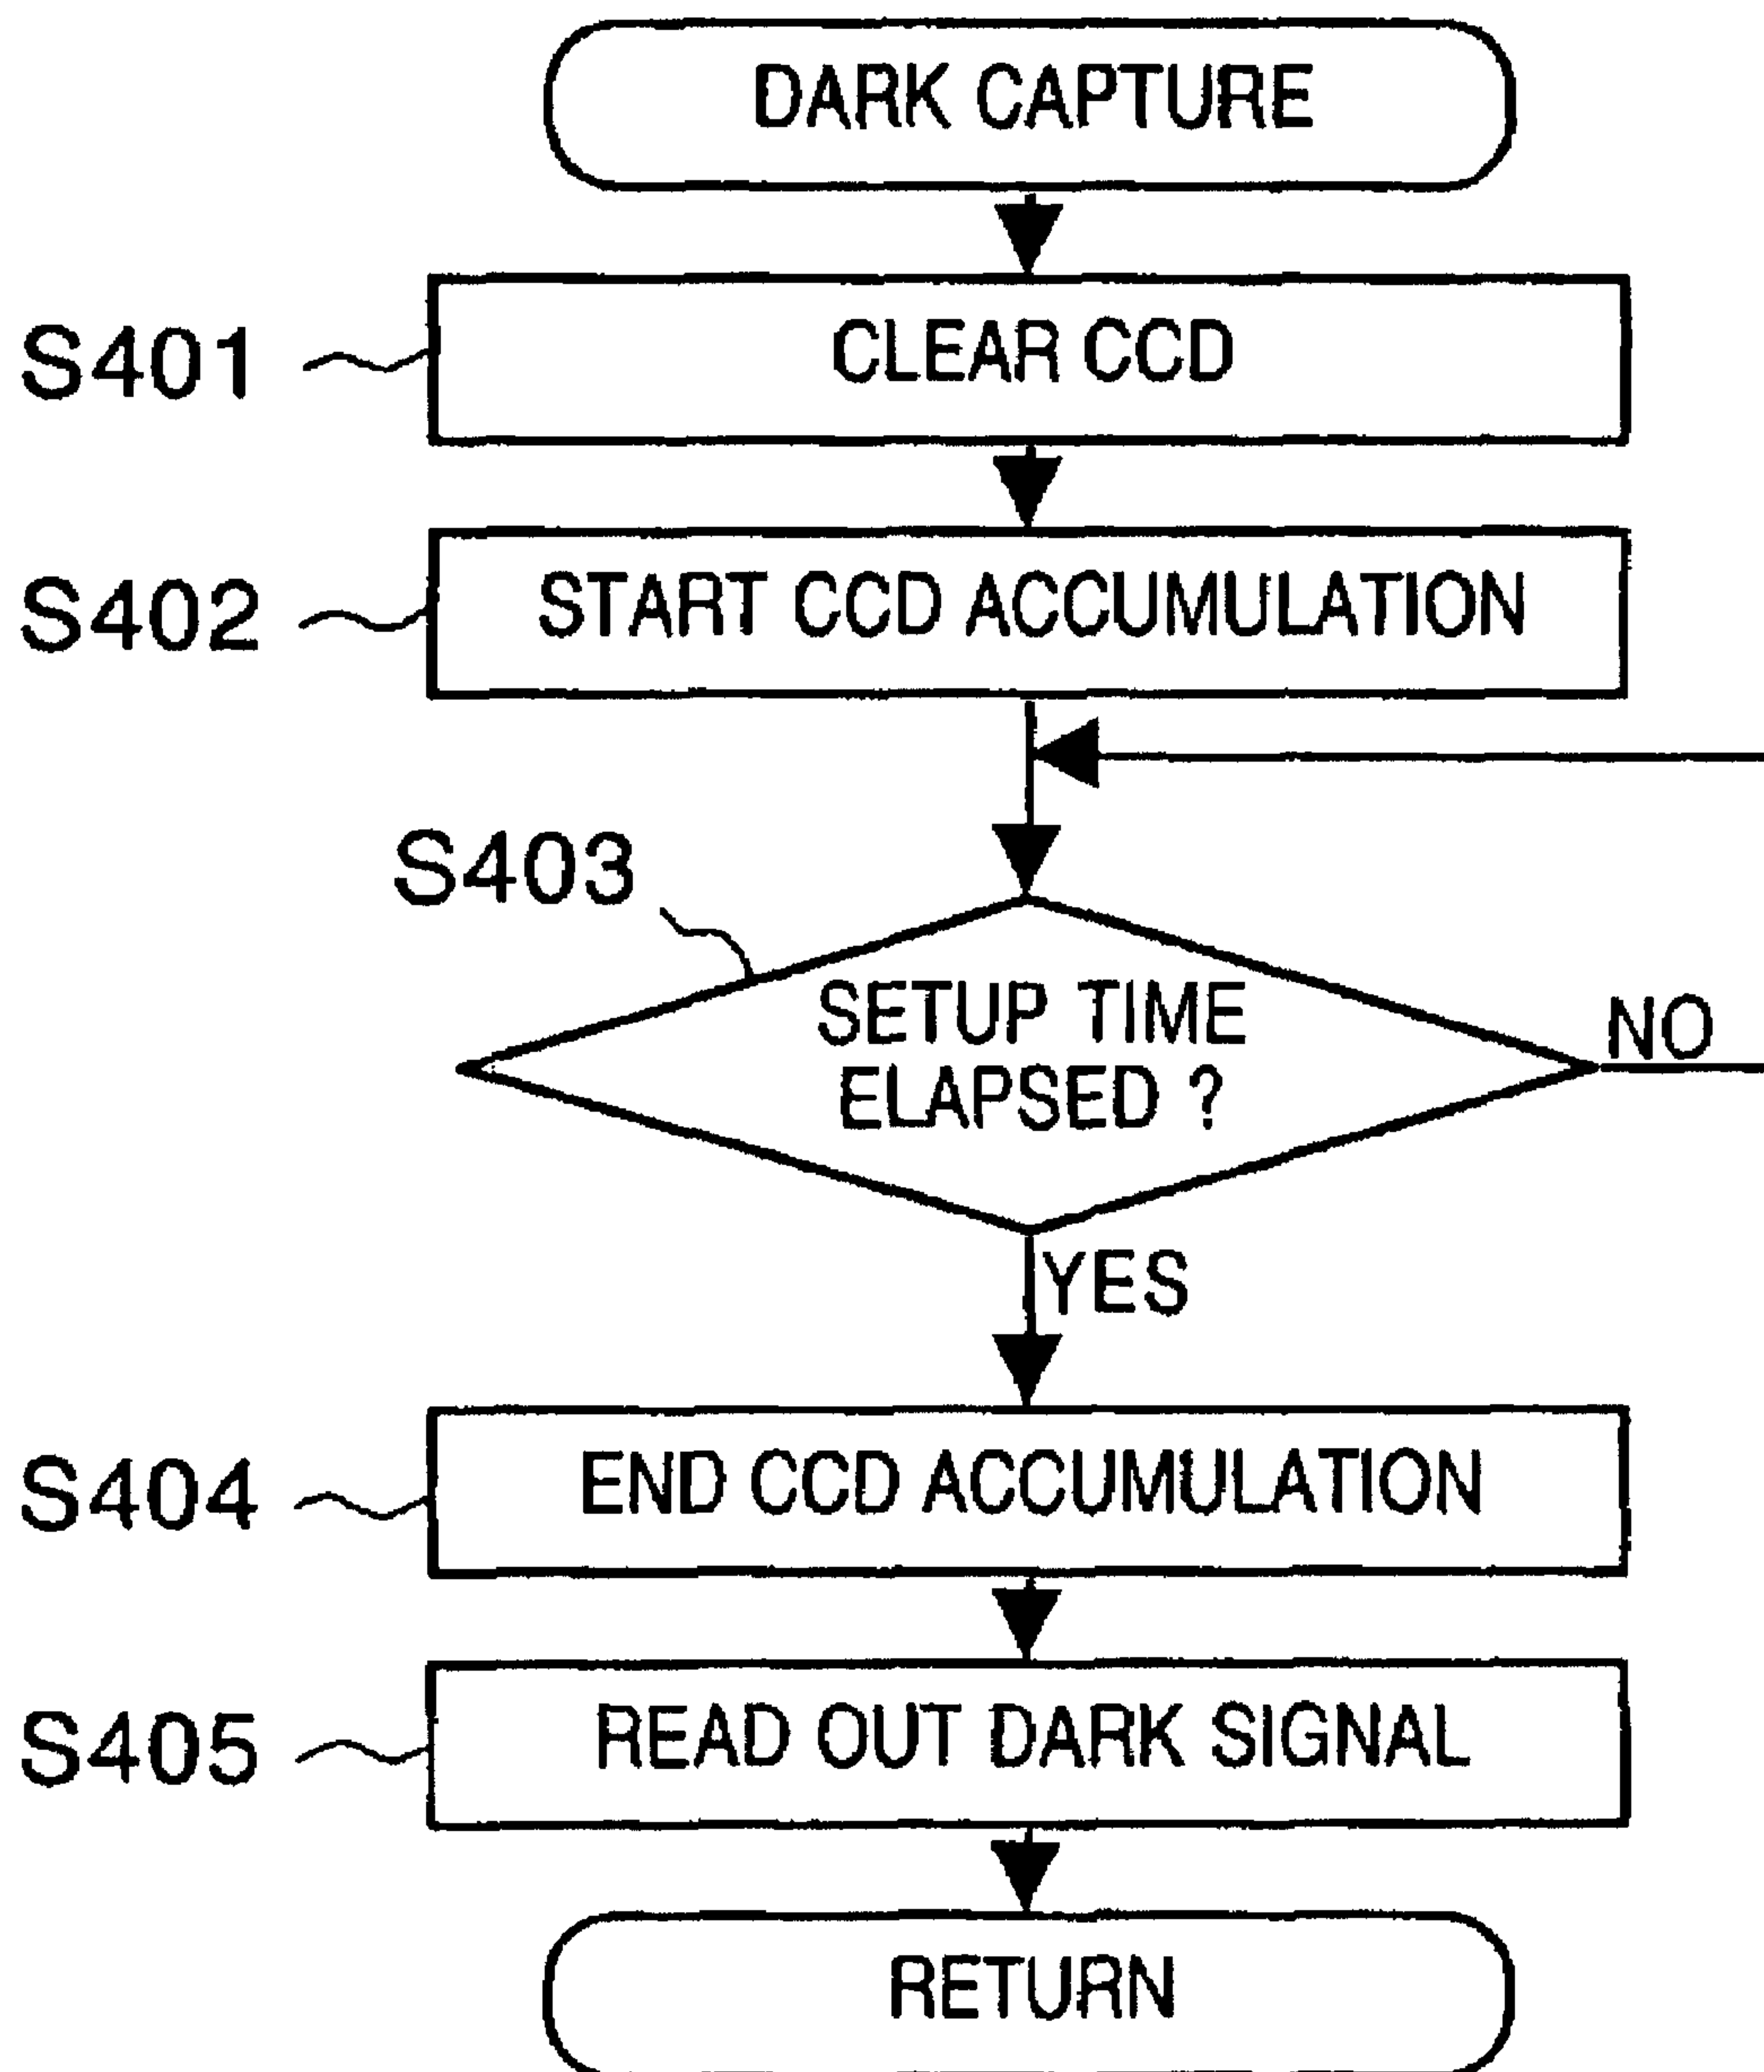 DARK CAPTURE
S401
CLEAR CCD
S402
START CCD ACCUMULATION
S403
SETUP TIME
ELAPSED ?
NO
YES
S404
END CCD ACCUMULATION
S405
READ OUT DARK SIGNAL
RETURN